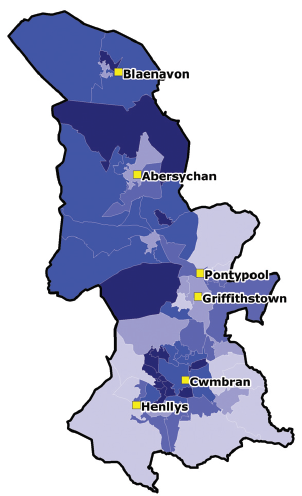 Blaenavon
Abersychan
Pontypool
Griffithstown
Cwmbran
Henllys